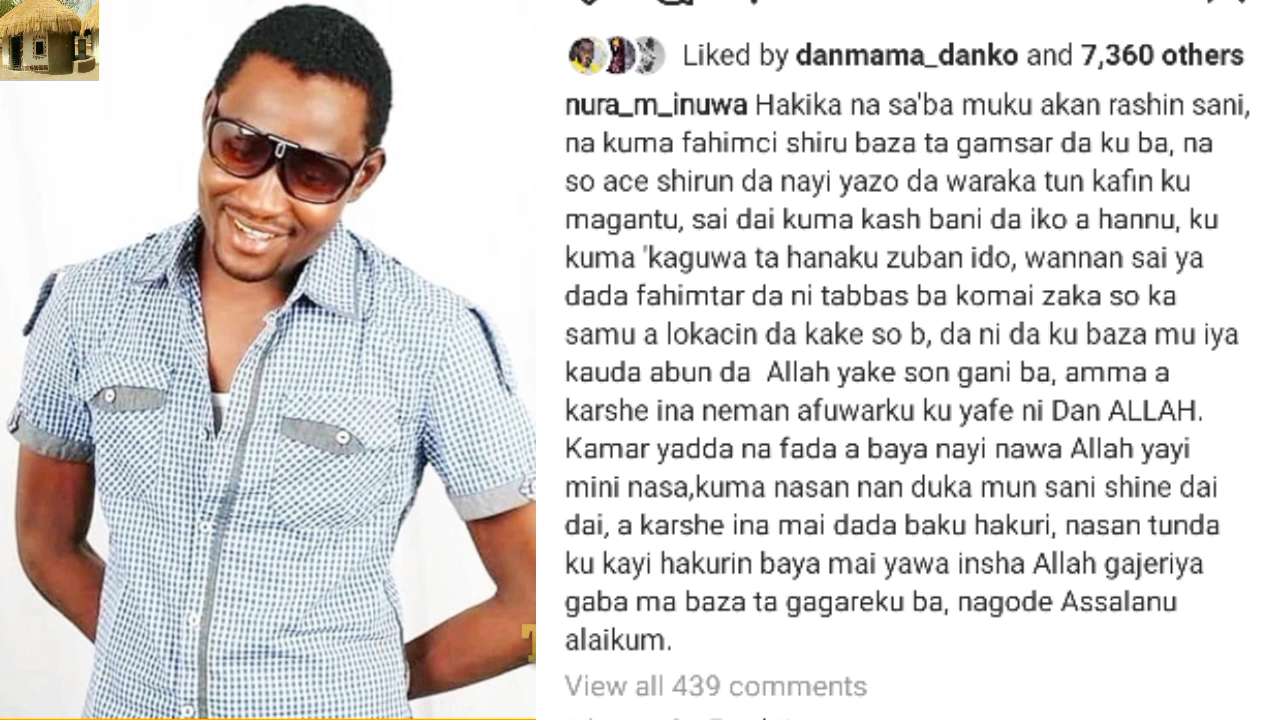 Liked by danmama_danko and 7,360 others
nura_m_inuwa Hakika na sa'ba muku akan rashin sani,
na kuma fahimci shiru baza ta gamsar da ku ba, na
so ace shirun da nayi yazo da waraka tun kafin ku
magantu, sai dai kuma kash bani da iko a hannu, ku
kuma 'kaguwa ta hanaku zuban ido, wannan sai ya
dada fahimtar da ni tabbas ba komai zaka so ka
samu a lokacin da kake so b, da ni da ku baza mu iya
kauda abun da  Allah yake son gani ba, amma a
karshe ina neman afuwarku ku yafe ni Dan ALLAH.
Kamar yadda na fada a baya nayi nawa Allah yayi
mini nasa,kuma nasan nan duka mun sani shine dai
dai, a karshe ina mai dada baku hakuri, nasan tunda
ku kayi hakurin baya mai yawa insha Allah gajeriya
gaba ma baza ta gagareku ba, nagode Assalanu
alaikum.
View all 439 comments